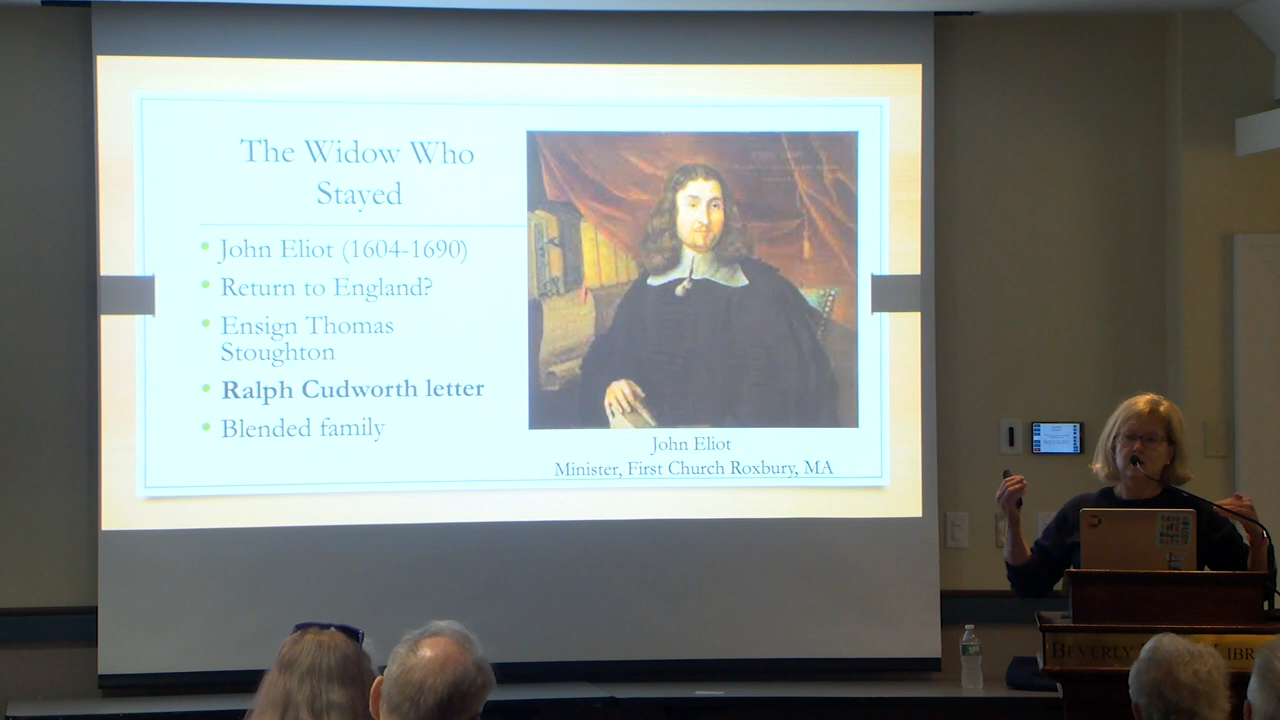 The Widow Who
Stayed
• John Eliot (1604-1690)
• Return to England?
• Ensign Thomas
Stoughton
• Ralph Cudworth letter
• Blended family
John Eliot
Minister, First Church Roxbury, MA
BEVERLY